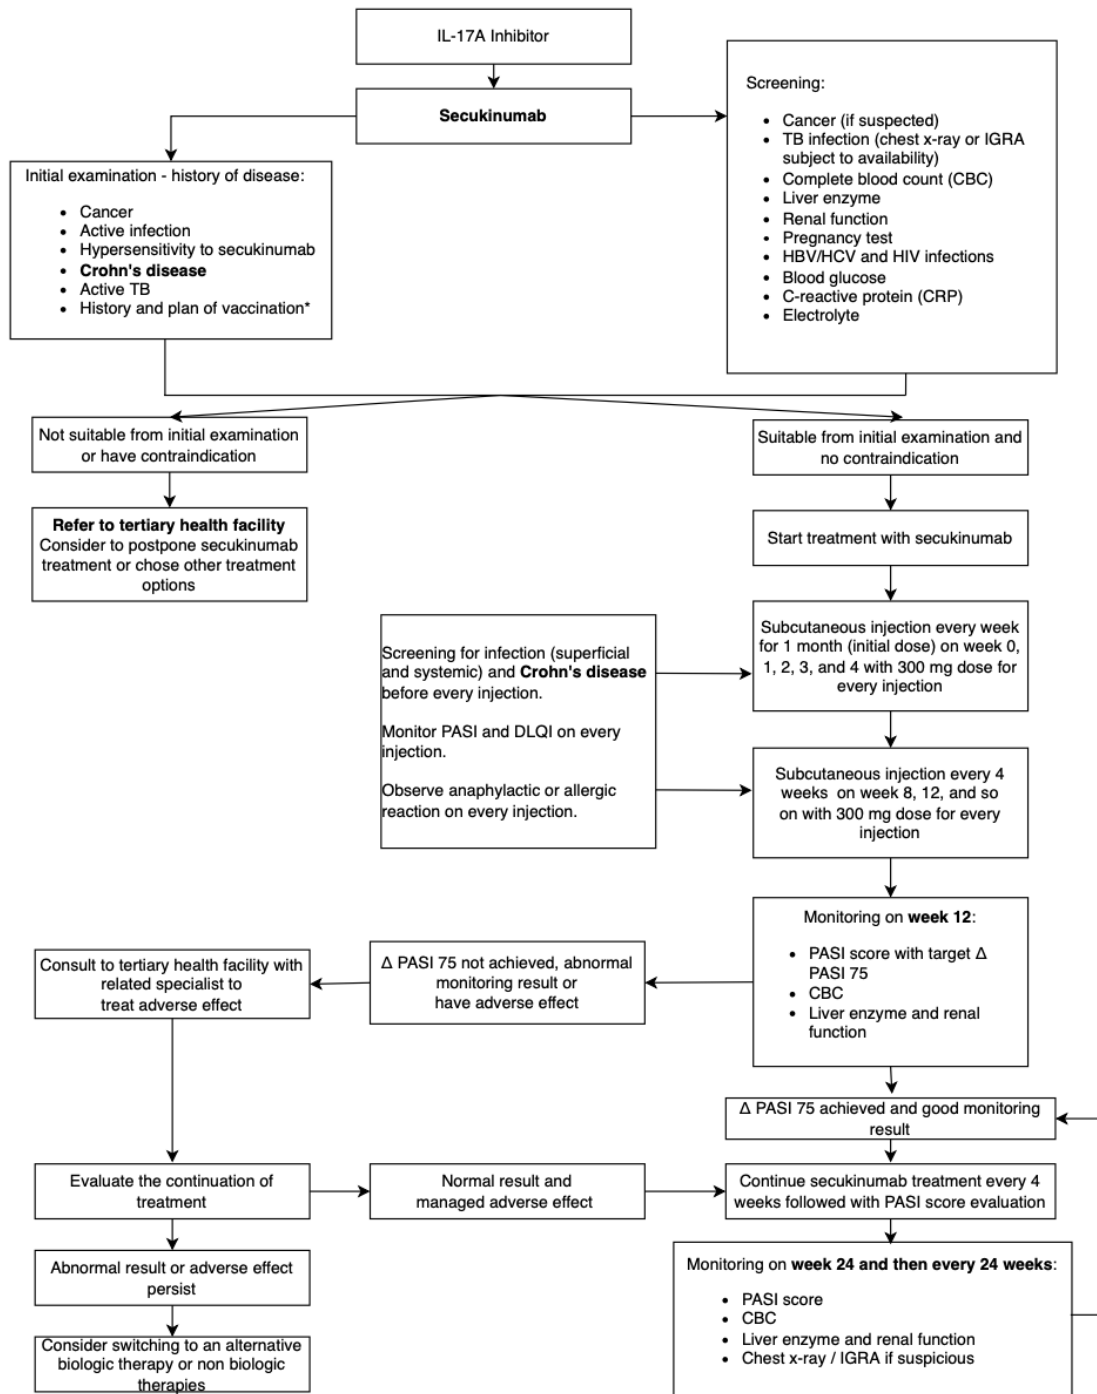 IL-17A Inhibitor
Secukinumab
Screening:
• Cancer (if suspected)
• TB infection (chest x-ray or IGRA
subject to availability)
• Complete blood count (CBC)
• Liver enzyme
• Renal function
• Pregnancy test
• HBV/HCV and HIV infections
• Blood glucose
• C-reactive protein (CRP)
• Electrolyte
Initial examination - history of disease:
• Cancer
• Active infection
• Hypersensitivity to secukinumab
• Crohn's disease
• Active TB
• History and plan of vaccination*
Not suitable from initial examination
or have contraindication
Suitable from initial examination and
no contraindication
Refer to tertiary health facility
Consider to postpone secukinumab
treatment or chose other treatment
options
Start treatment with secukinumab
Subcutaneous injection every week
for 1 month (initial dose) on week 0,
1, 2, 3, and 4 with 300 mg dose for
every injection
Screening for infection (superficial
and systemic) and Crohn's disease
before every injection.
Monitor PASI and DLQI on every
injection.
Observe anaphylactic or allergic
reaction on every injection.
Subcutaneous injection every 4
weeks on week 8, 12, and so
on with 300 mg dose for every
injection
Monitoring on week 12:
• PASI score with target Δ
PASI 75
• CBC
• Liver enzyme and renal
function
Δ PASI 75 not achieved, abnormal
monitoring result or
have adverse effect
Consult to tertiary health facility with
related specialist to
treat adverse effect
Δ PASI 75 achieved and good monitoring
result
Evaluate the continuation of
treatment
Normal result and
managed adverse effect
Continue secukinumab treatment every 4
weeks followed with PASI score evaluation
Abnormal result or adverse effect
persist
Monitoring on week 24 and then every 24 weeks:
• PASI score
• CBC
• Liver enzyme and renal function
• Chest x-ray / IGRA if suspicious
Consider switching to an alternative
biologic therapy or non biologic
therapies